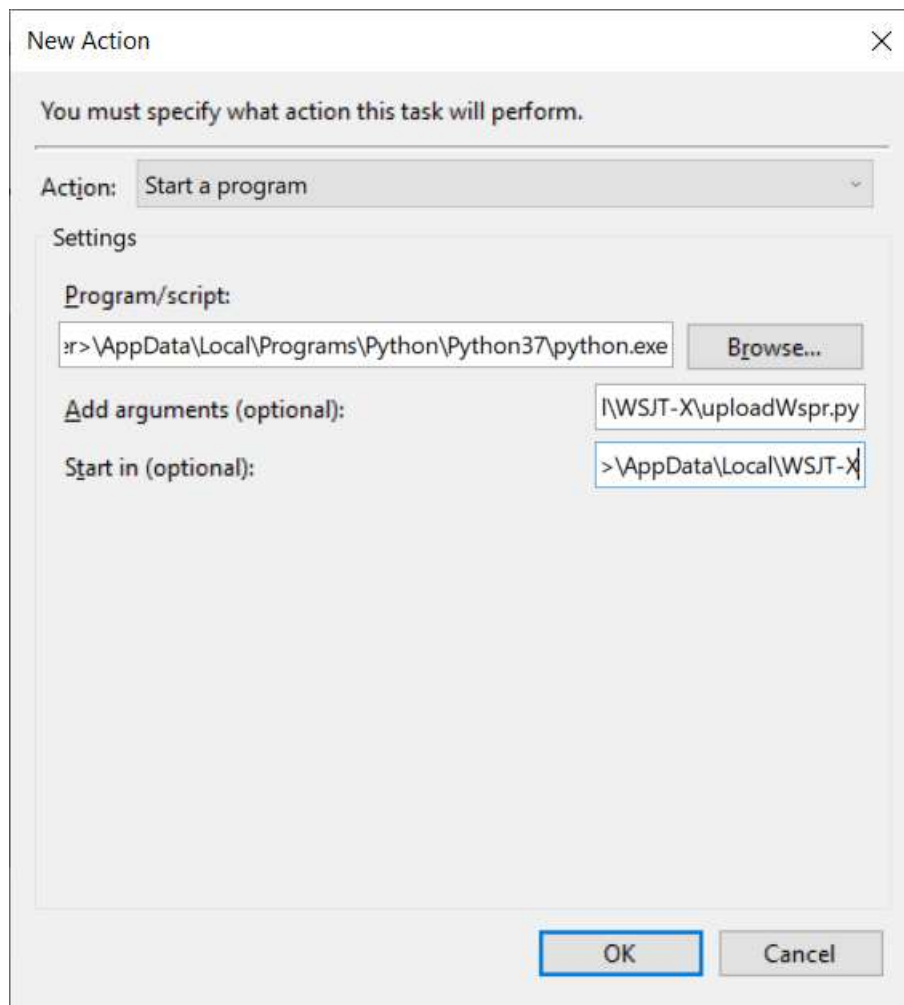 New Action
You must specify what action this task will perform.
Action: Start a program
Settings
Program/script:
er>\AppData\Local\Programs\Python\Python37\python.exe Browse...
Add arguments (optional): l\WSJT-X\uploadWspr.py
Start in (optional): >\AppData\Local\WSJT-X
OK Cancel